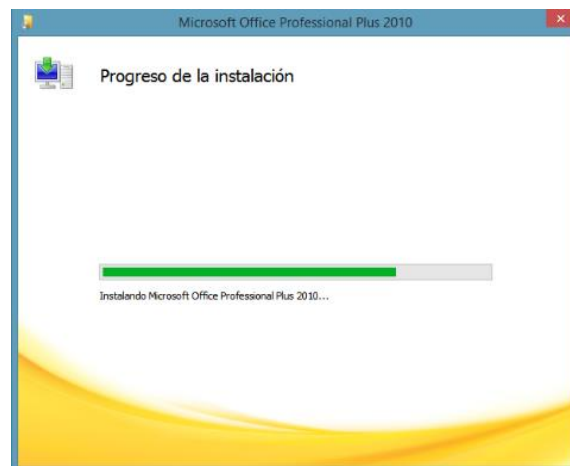 Microsoft Office Professional Plus 2010
Progreso de la instalación
Instalando Microsoft Office Professional Plus 2010...